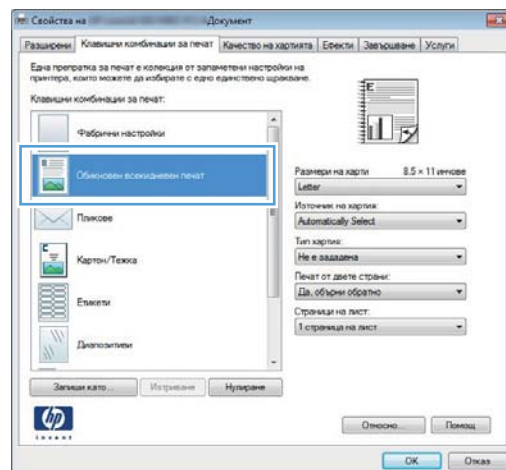 Свойства на Документ
Разширени Клавишни комбинации за печат Качество на хартията Ефекти Завършване Услуги
Една препратка за печат е колекция от запаметени настройки на
принтера, които можете да избирате с едно единствено щракване.
Клавишни комбинации за печат:
Фабрични настройки
Обикновен всекидневен печат
Пликове
Картон/Тежка
Етикети
Диапозитиви
Запиши като...
Изтриване
Нулиране
Размери на харти 8.5 × 11 инчове
Letter
Източник на хартия:
Automatically Select
Тип хартия:
Не е зададена
Печат от двете страни:
Да, обърни обратно
Страници на лист:
1 страница на лист
hp
invent
Относно...
Помощ
OK
Отказ